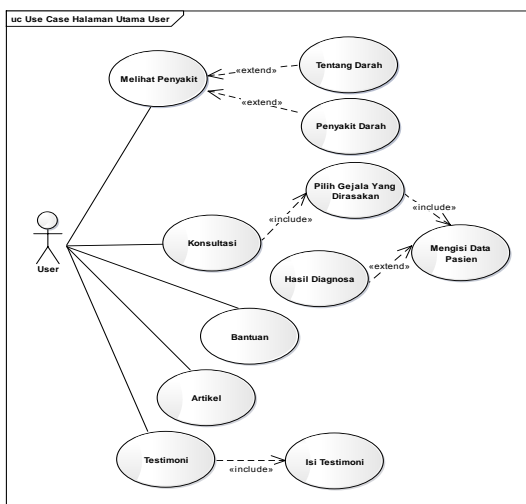 uc Use Case Halaman Utama User
Melihat Penyakit
«extend»
Tentang Darah
«extend»
Penyakit Darah
Pilih Gejala Yang
Dirasakan
«include»
«include»
Konsultasi
Mengisi Data
Pasien
«extend»
Hasil Diagnosa
User
Bantuan
Artikel
Testimoni
«include»
Isi Testimoni